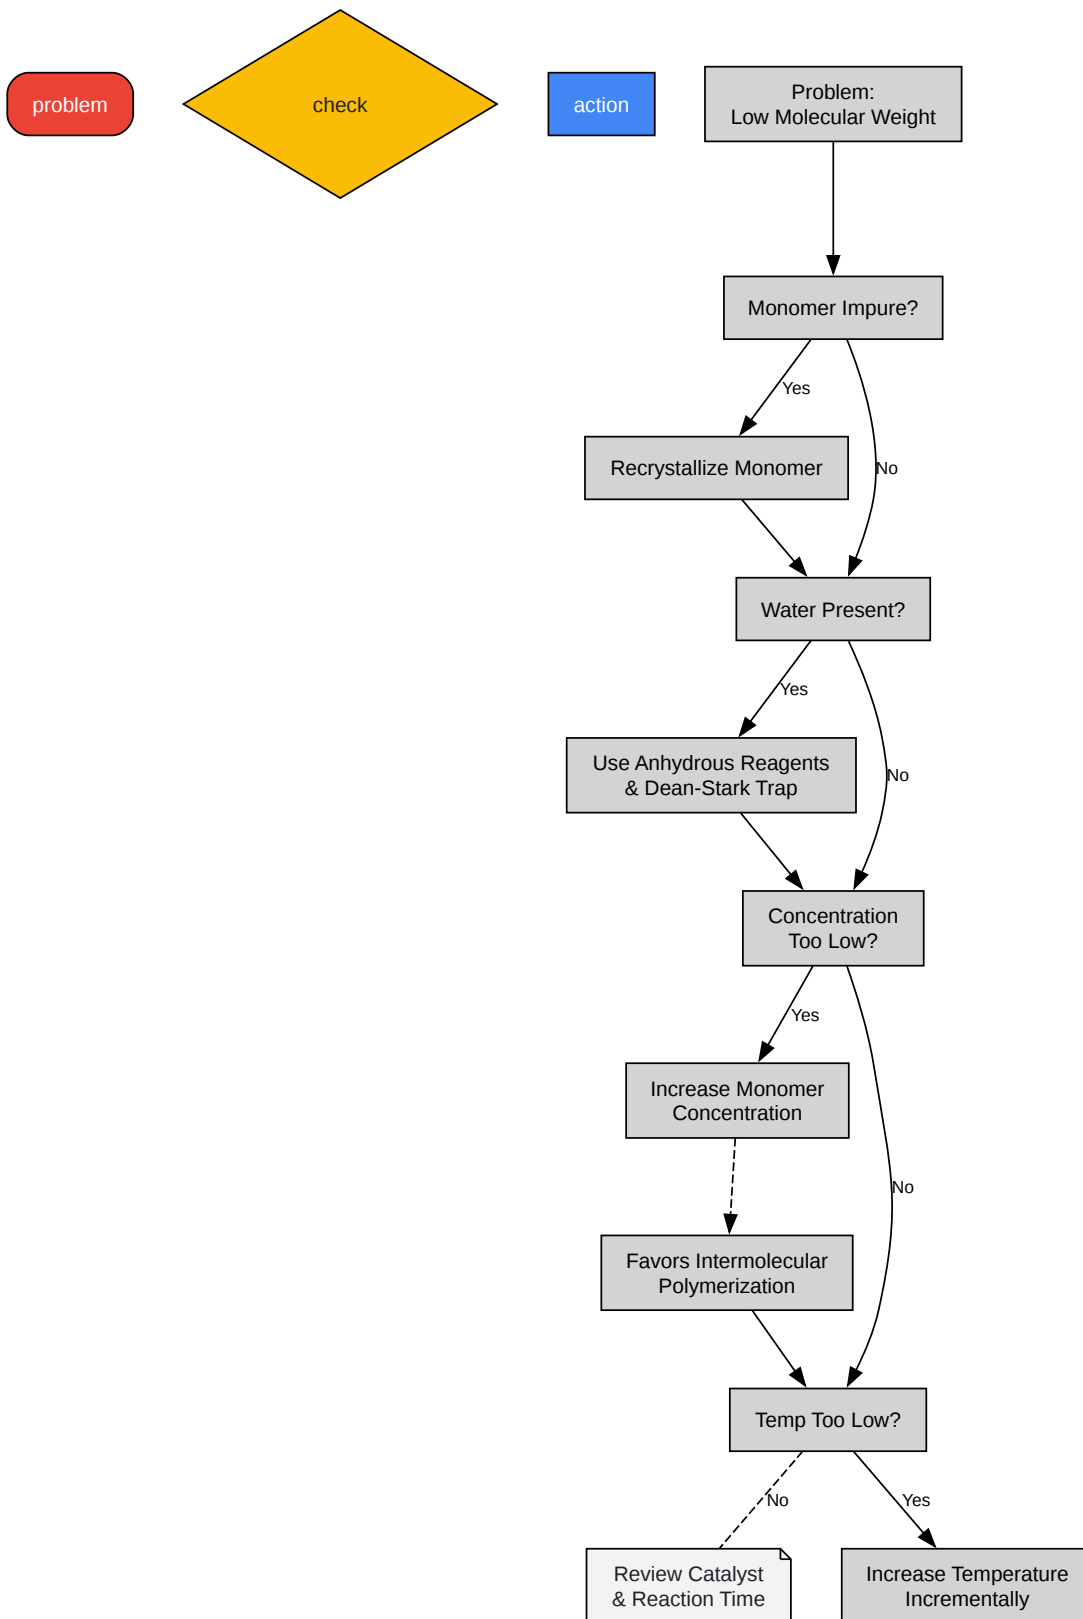 problem
check
action
Problem:
Low Molecular Weight
Monomer Impure?
Yes
Recrystallize Monomer
No
Water Present?
Yes
Use Anhydrous Reagents
& Dean-Stark Trap
No
Concentration
Too Low?
Yes
Increase Monomer
Concentration
No
Favors Intermolecular
Polymerization
Temp Too Low?
No
Yes
Review Catalyst
& Reaction Time
Increase Temperature
Incrementally